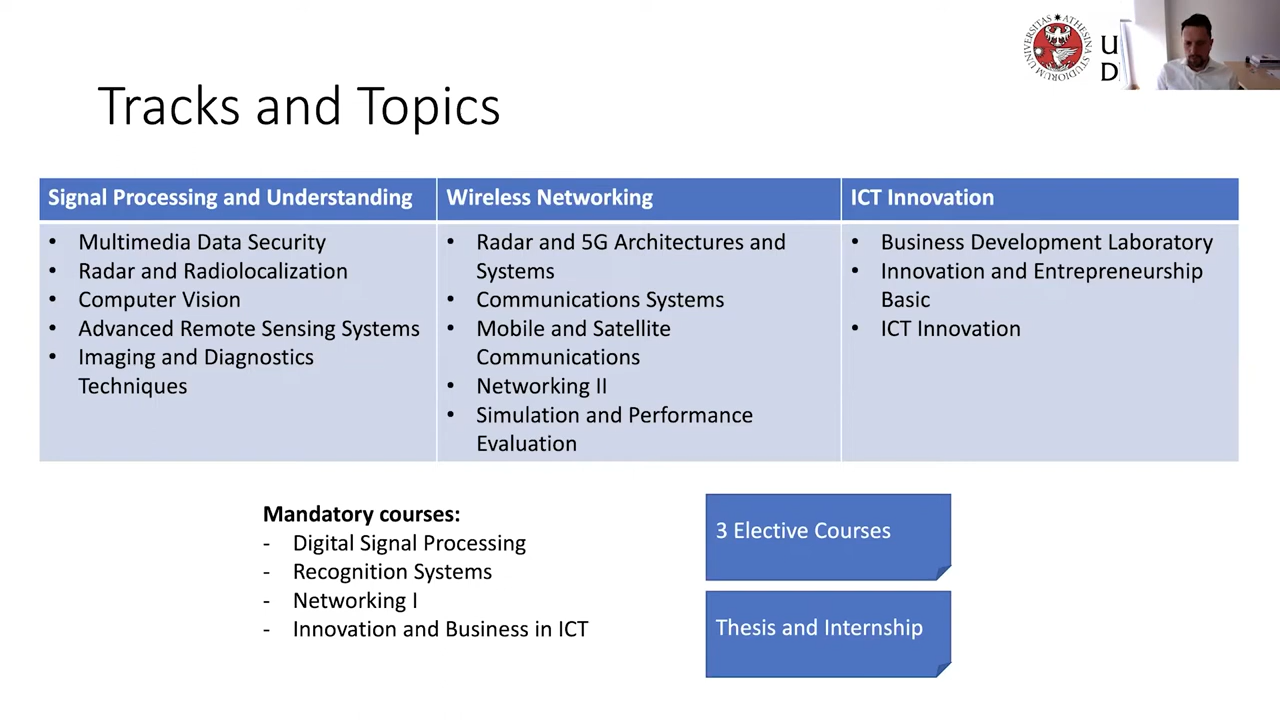 UNIVERSITAS ATHESINA STUDIORUM
Tracks and Topics
Signal Processing and Understanding
• Multimedia Data Security
• Radar and Radiolocalization
• Computer Vision
• Advanced Remote Sensing Systems
• Imaging and Diagnostics
Techniques
Wireless Networking
• Radar and 5G Architectures and
Systems
• Communications Systems
• Mobile and Satellite
Communications
• Networking II
• Simulation and Performance
Evaluation
ICT Innovation
• Business Development Laboratory
• Innovation and Entrepreneurship
Basic
• ICT Innovation
Mandatory courses:
- Digital Signal Processing
- Recognition Systems
- Networking I
- Innovation and Business in ICT
3 Elective Courses
Thesis and Internship